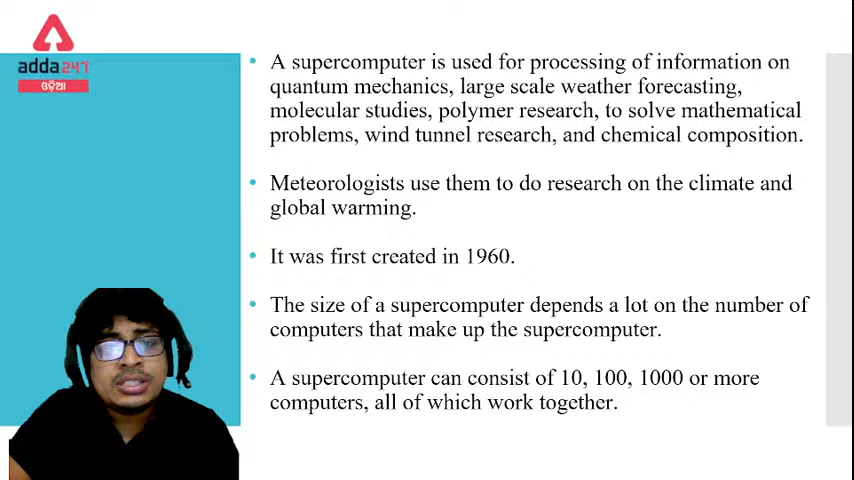 adda247
ଓଡ଼ିଆ
• A supercomputer is used for processing of information on
quantum mechanics, large scale weather forecasting,
molecular studies, polymer research, to solve mathematical
problems, wind tunnel research, and chemical composition.
• Meteorologists use them to do research on the climate and
global warming.
• It was first created in 1960.
• The size of a supercomputer depends a lot on the number of
computers that make up the supercomputer.
• A supercomputer can consist of 10, 100, 1000 or more
computers, all of which work together.